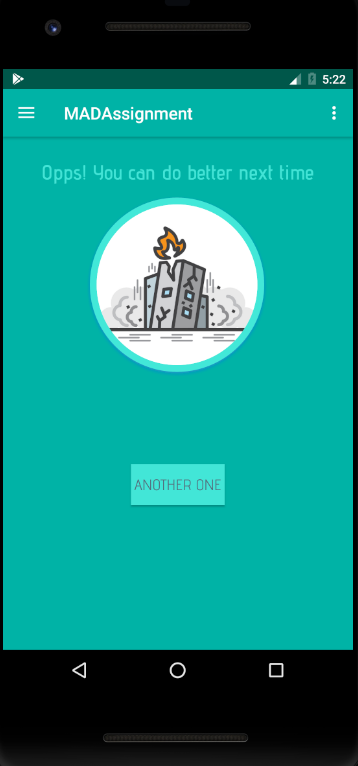 5:22
MADAssignment
Opps! You can do better next time
ANOTHER ONE